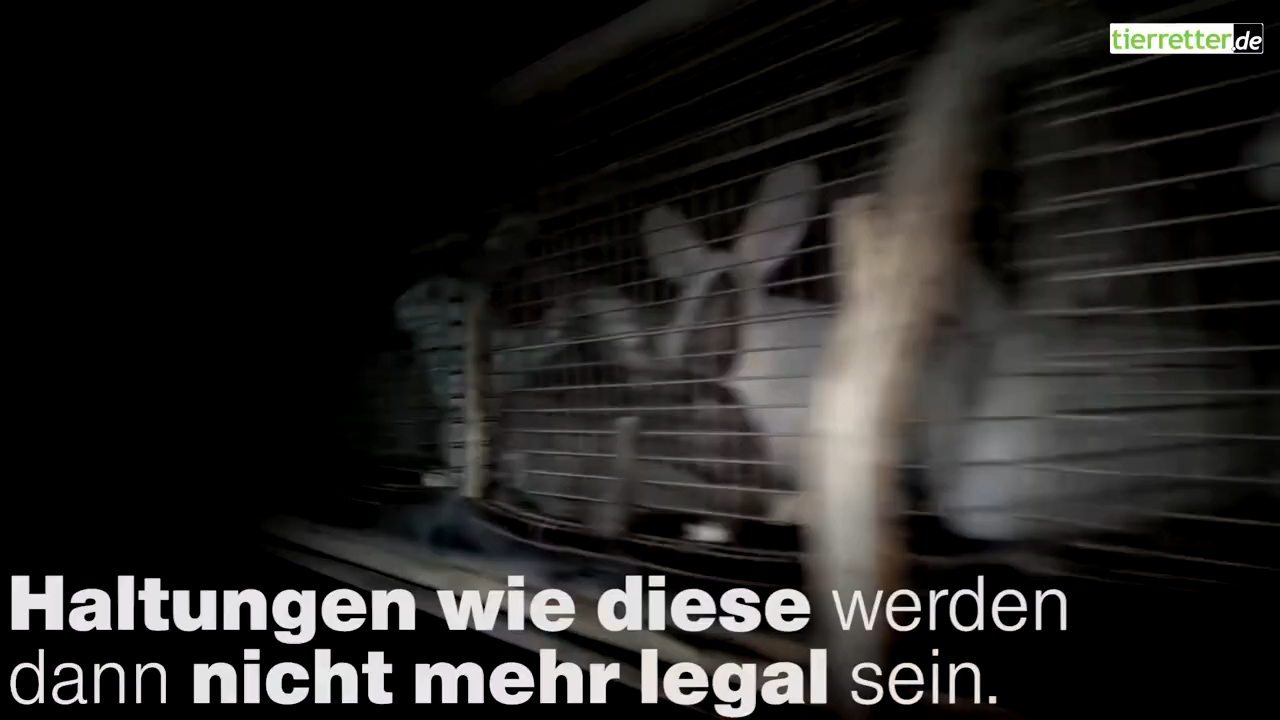 tierretter.de
Haltungen wie diese werden
dann nicht mehr legal sein.